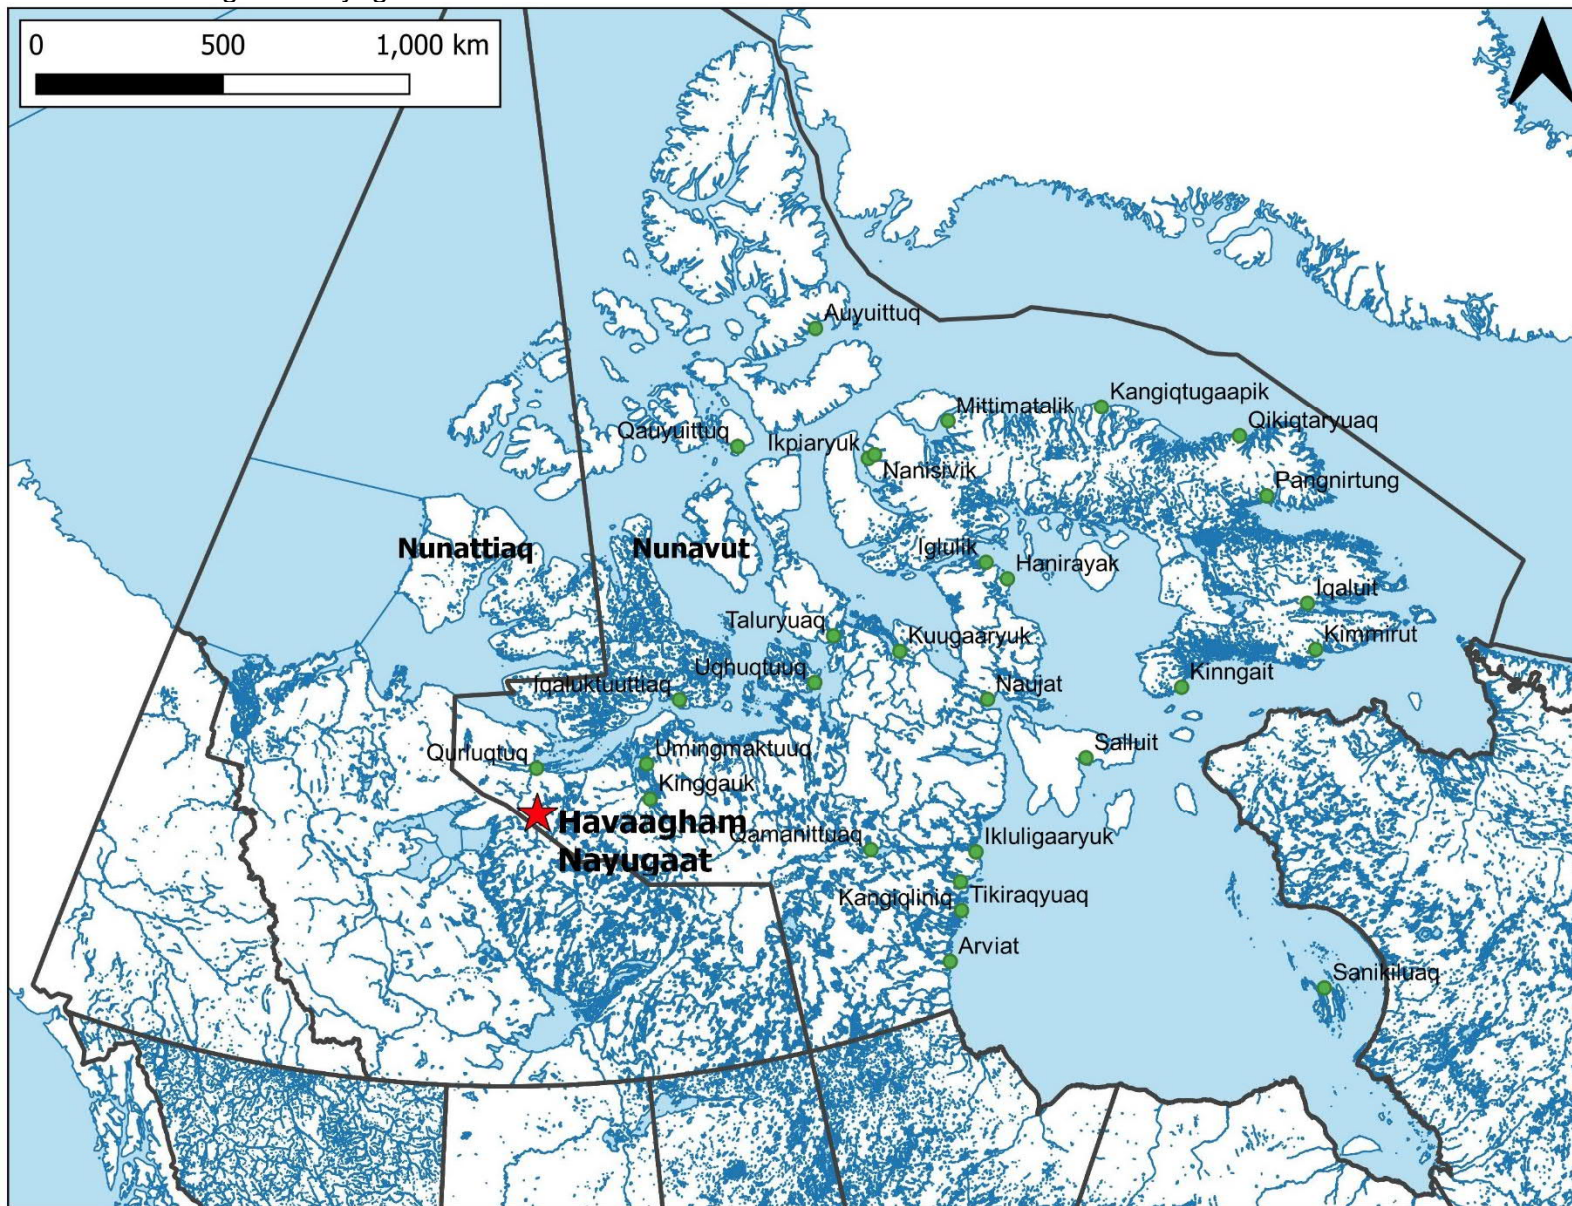 0 500 1,000 km
Auyuittuq
Mittimatalik
Kangiqtugaapik
Qikiqtaryuaq
Qauyuittuq
Ikpiaryuk
Nanisivik
Pangnirtung
Nunattiaq
Nunavut
Iglulik
Hanirayak
Iqaluit
Taluryuaq
Kuugaaryuk
Kimmirut
Uqhuqtuuq
Kinngait
Iqaluktuuttiaq
Naujat
Qurluqtuq
Umingmaktuuq
Salluit
Kinggauk
Havaagham
Nayugaat
Qamanittuaq
Ikluligaaryuk
Kangiqliniq
Tikiraqyuaq
Arviat
Sanikiluaq